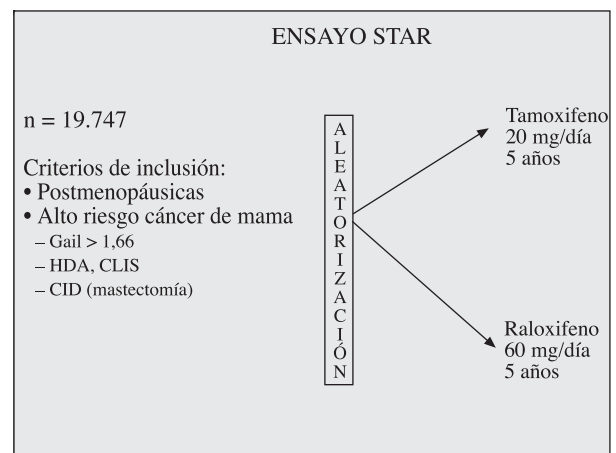 ENSAYO STAR
n = 19.747
Criterios de inclusión:
• Postmenopáusicas
• Alto riesgo cáncer de mama
– Gail > 1,66
– HDA, CLIS
– CID (mastectomía)
ALEATORIZACIÓN
Tamoxifeno
20 mg/día
5 años
Raloxifeno
60 mg/día
5 años